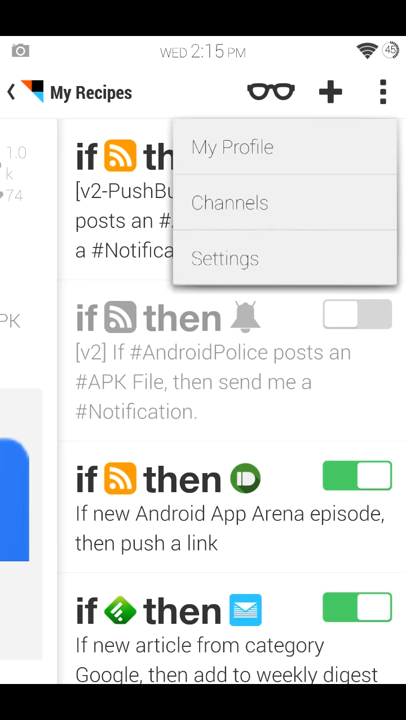 WED 2:15 PM
45
My Recipes
1.0
k
74
PK
My Profile
Channels
Settings
if th
[v2-PushBu
posts an #
a #Notifica
if then
[v2] If #AndroidPolice posts an
#APK File, then send me a
#Notification.
if then
If new Android App Arena episode,
then push a link
if then
If new article from category
Google, then add to weekly digest